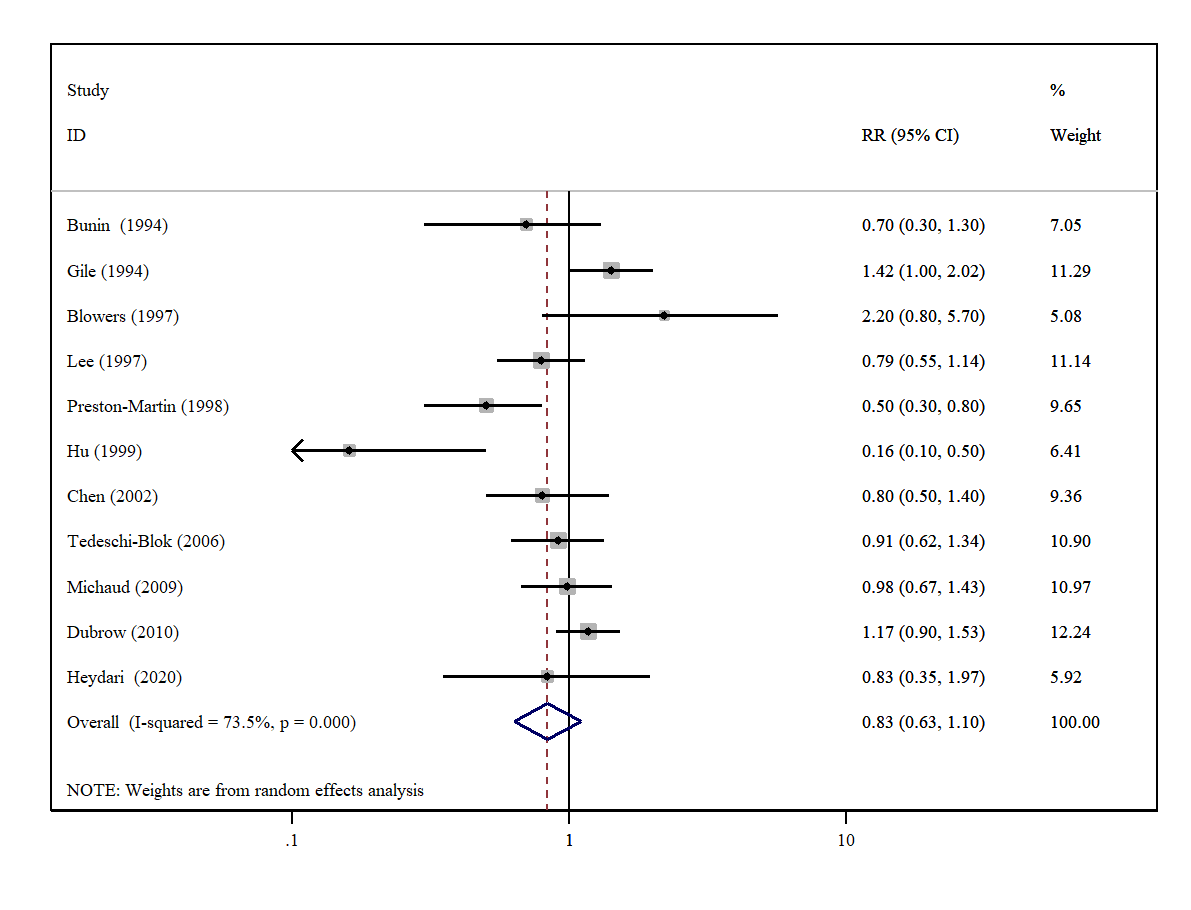 Study %
ID RR (95% CI) Weight
Bunin (1994) 0.70 (0.30, 1.30) 7.05
Gile (1994) 1.42 (1.00, 2.02) 11.29
Blowers (1997) 2.20 (0.80, 5.70) 5.08
Lee (1997) 0.79 (0.55, 1.14) 11.14
Preston-Martin (1998) 0.50 (0.30, 0.80) 9.65
Hu (1999) 0.16 (0.10, 0.50) 6.41
Chen (2002) 0.80 (0.50, 1.40) 9.36
Tedeschi-Blok (2006) 0.91 (0.62, 1.34) 10.90
Michaud (2009) 0.98 (0.67, 1.43) 10.97
Dubrow (2010) 1.17 (0.90, 1.53) 12.24
Heydari (2020) 0.83 (0.35, 1.97) 5.92
Overall (I-squared = 73.5%, p = 0.000) 0.83 (0.63, 1.10) 100.00
NOTE: Weights are from random effects analysis
.1 1 10